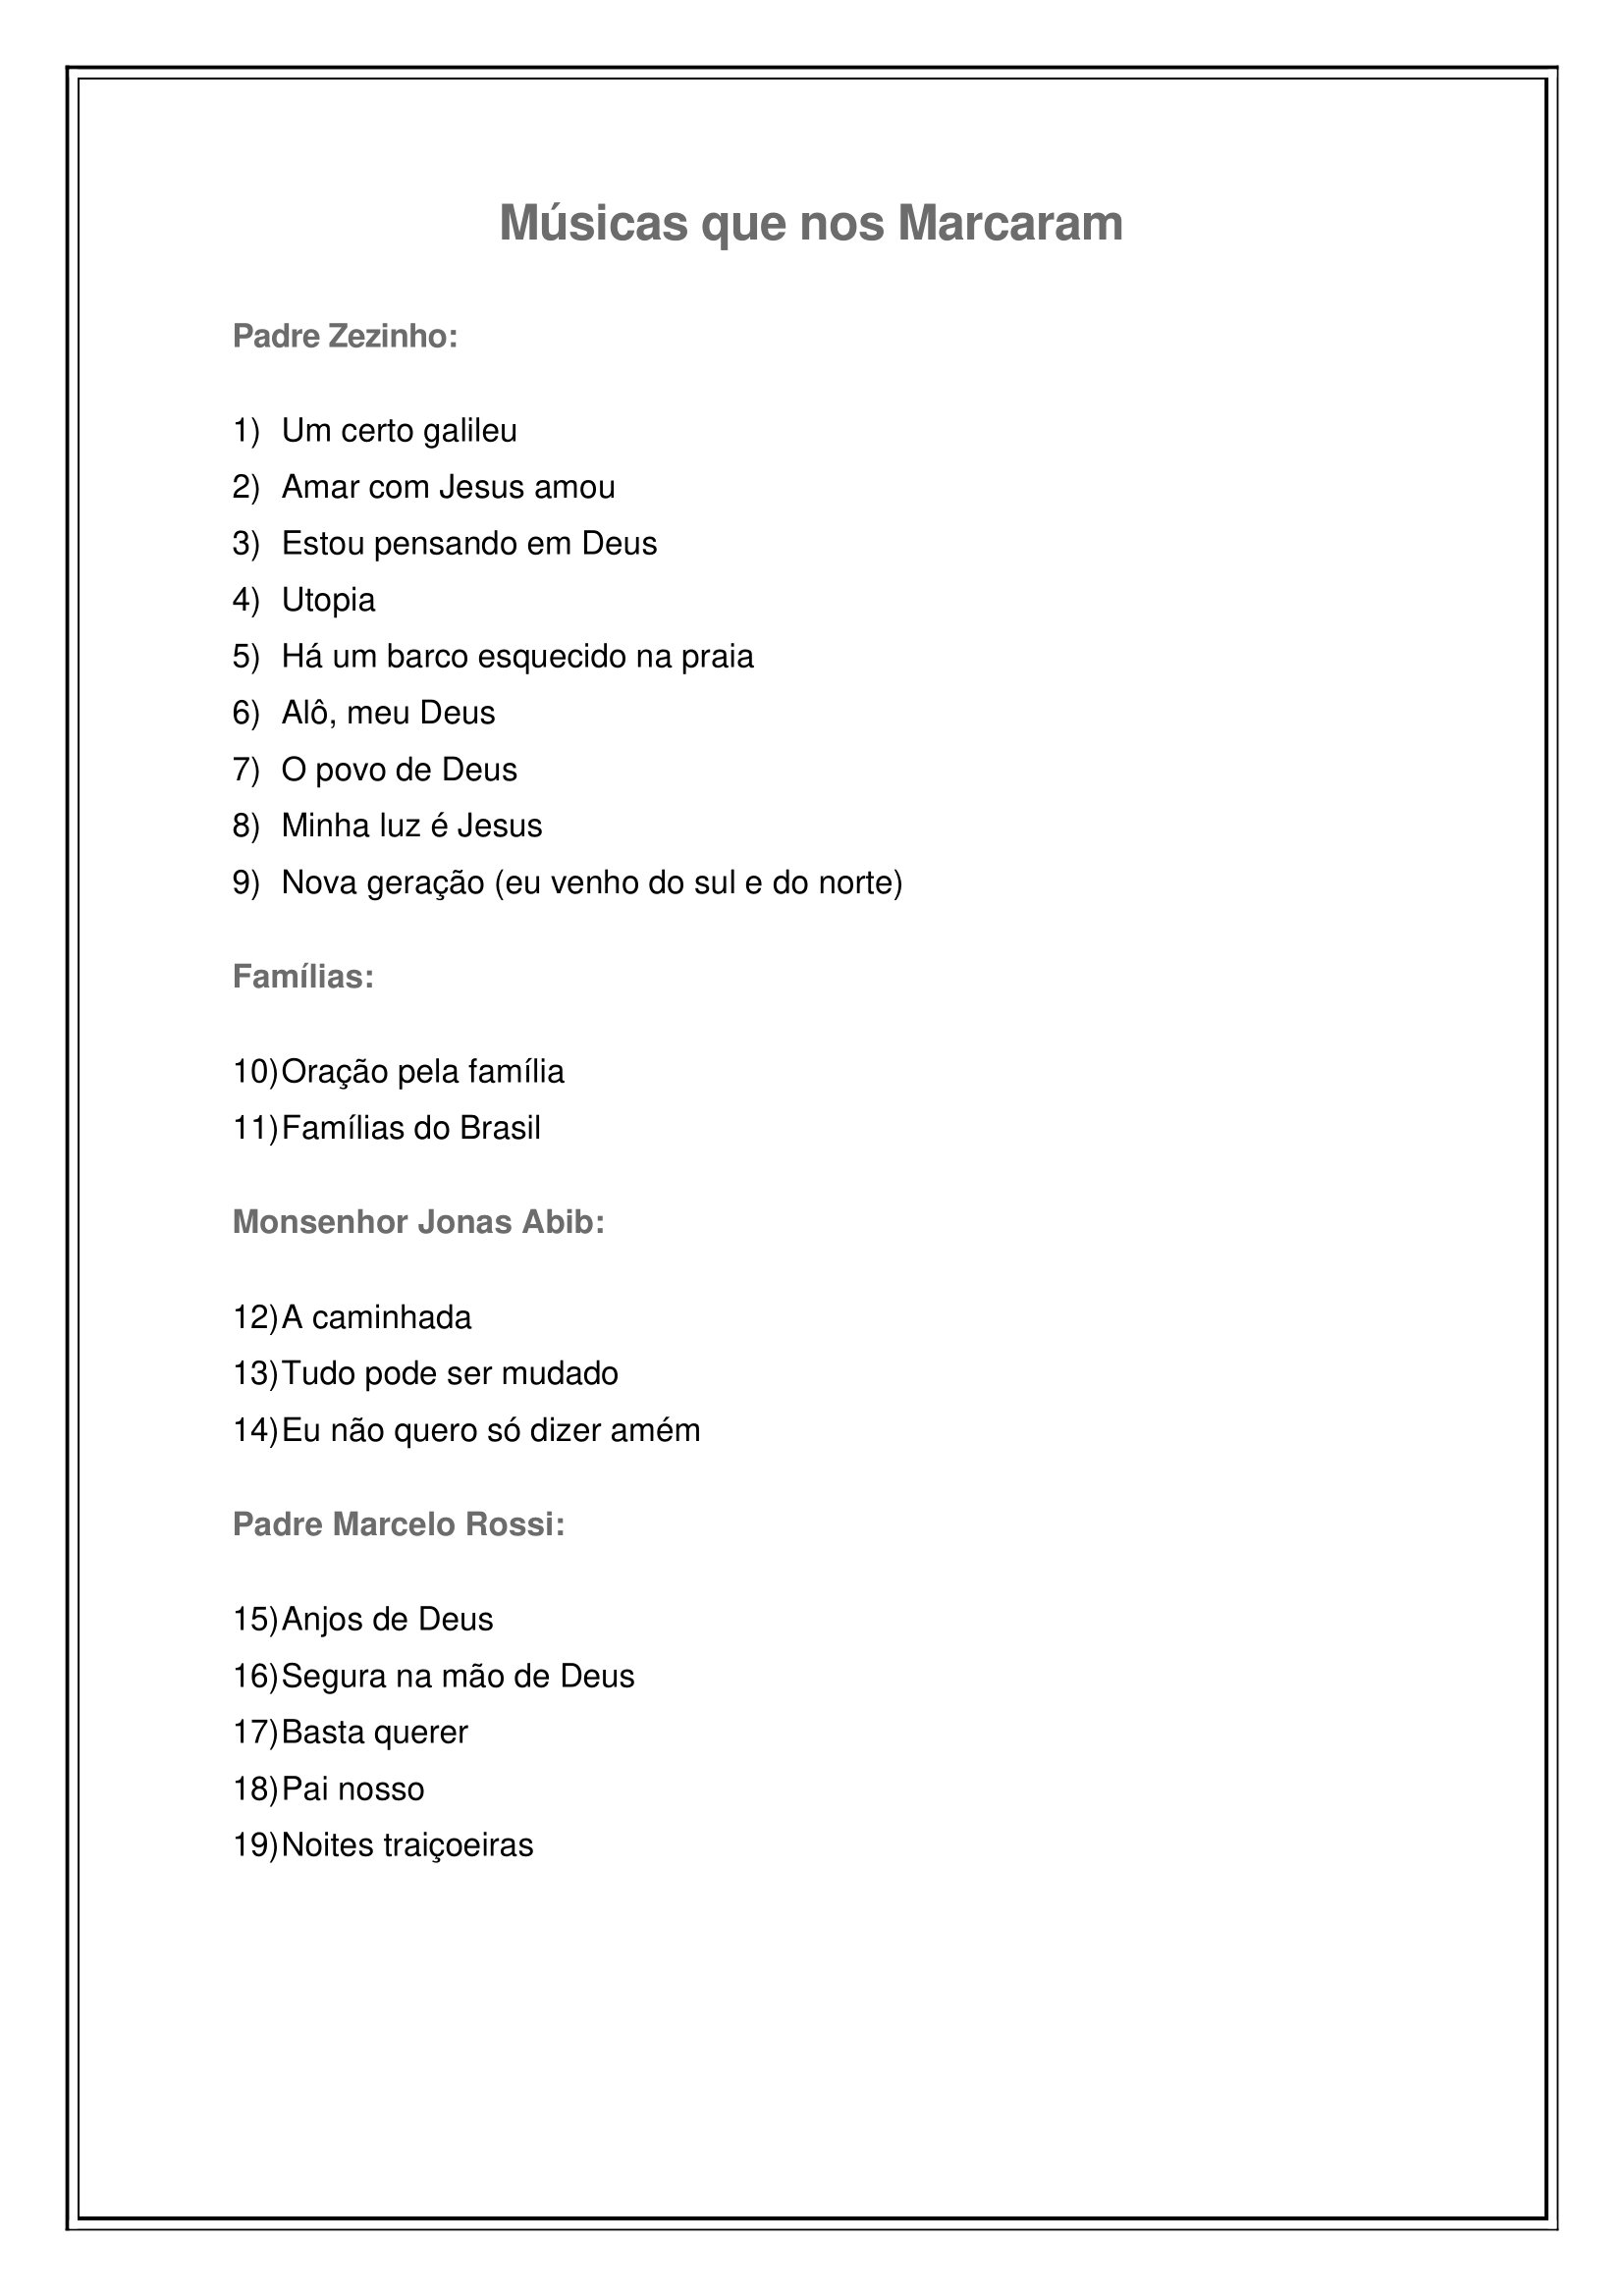 Músicas que nos Marcaram
Padre Zezinho:
1) Um certo galileu
2) Amar com Jesus amou
3) Estou pensando em Deus
4) Utopia
5) Há um barco esquecido na praia
6) Alô, meu Deus
7) O povo de Deus
8) Minha luz é Jesus
9) Nova geração (eu venho do sul e do norte)
Famílias:
10)Oração pela família
11)Famílias do Brasil
Monsenhor Jonas Abib:
12)A caminhada
13)Tudo pode ser mudado
14)Eu não quero só dizer amém
Padre Marcelo Rossi:
15)Anjos de Deus
16)Segura na mão de Deus
17)Basta querer
18)Pai nosso
19)Noites traiçoeiras